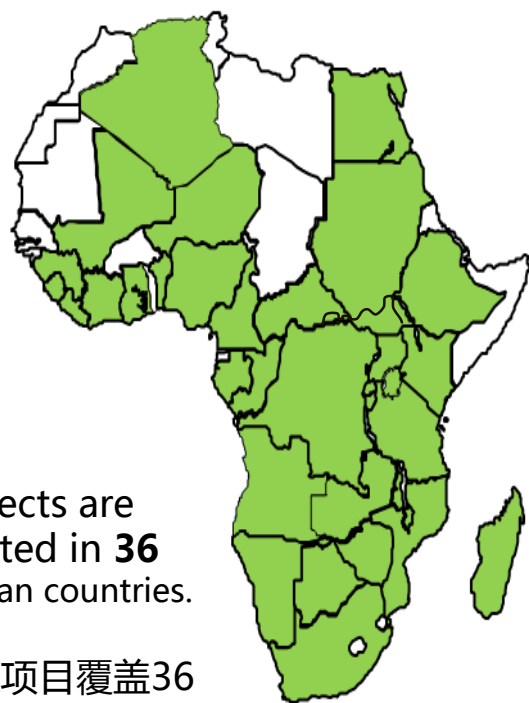 ects are
ted in 36
an countries.
项目覆盖36